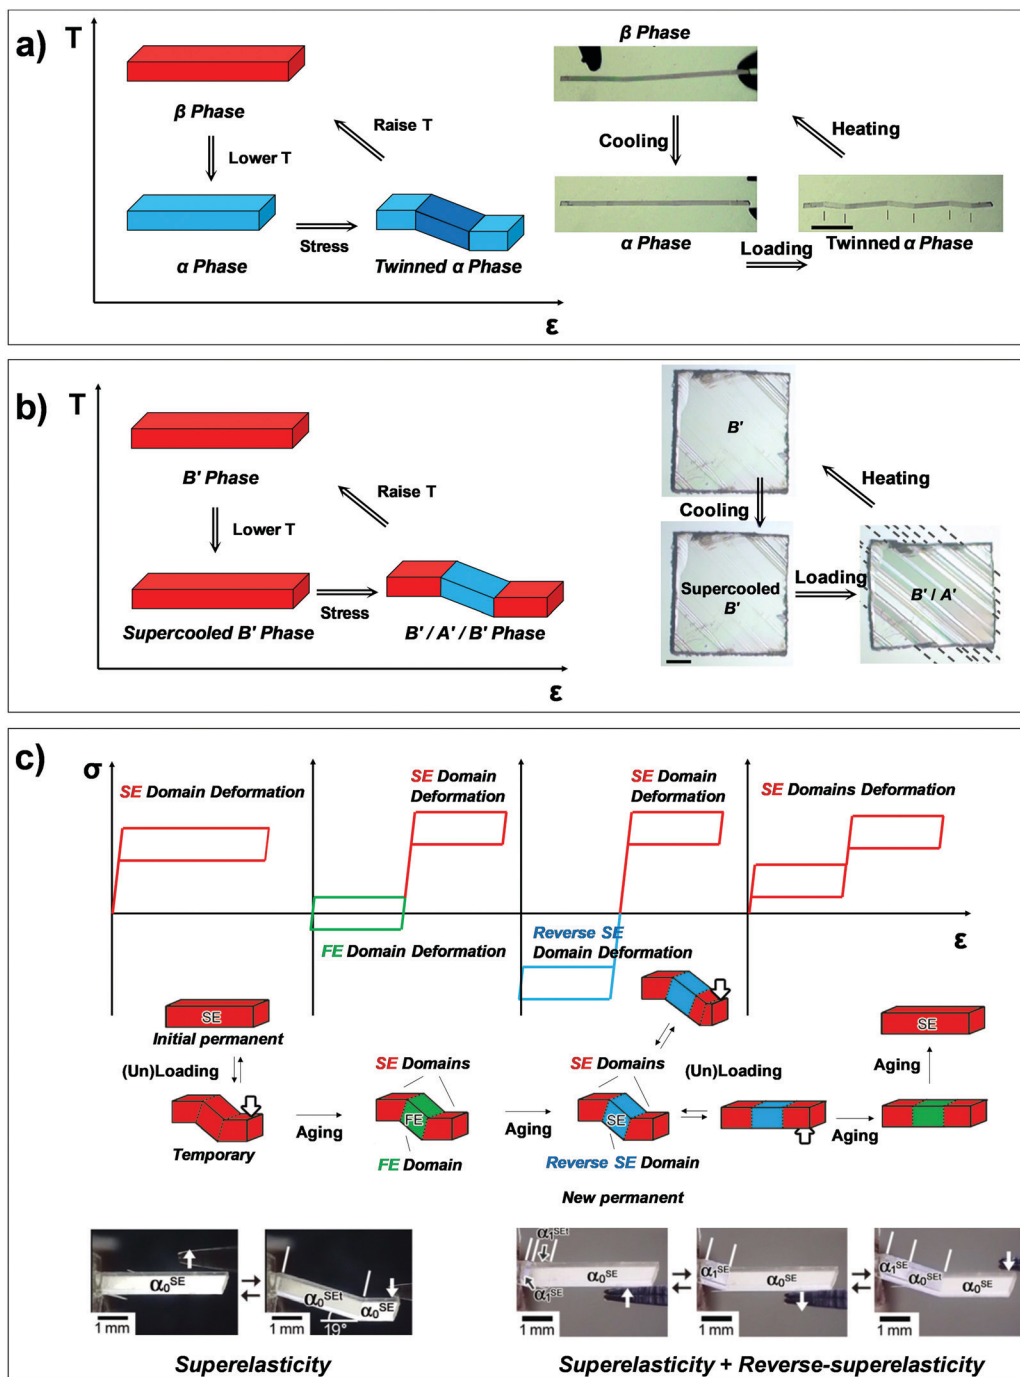 a)
T
β Phase
Lower T
Raise T
α Phase
Stress
Twinned α Phase
ε
β Phase
Cooling
Heating
α Phase
Loading
Twinned α Phase
b)
T
B' Phase
Lower T
Raise T
Supercooled B' Phase
Stress
B' / A' / B' Phase
ε
B'
Cooling
Heating
Supercooled
B'
Loading
B' / A'
c)
σ
SE Domain Deformation
SE Domain
Deformation
SE Domain
Deformation
SE Domains Deformation
FE Domain Deformation
Reverse SE
Domain Deformation
ε
SE
Initial permanent
(Un)Loading
Temporary
Aging
SE Domains
FE
FE Domain
Aging
SE Domains
SE
Reverse SE Domain
New permanent
(Un)Loading
Aging
Aging
SE
α₀ˢᴱ
1 mm
α₀ˢᴱᵗ
α₀ˢᴱ
19°
1 mm
α₁ˢᴱᵗ
α₀ˢᴱ
α₁ˢᴱ
1 mm
α₁ˢᴱ
α₀ˢᴱ
1 mm
α₁ˢᴱ
α₀ˢᴱᵗ
α₀ˢᴱ
1 mm
Superelasticity
Superelasticity + Reverse-superelasticity